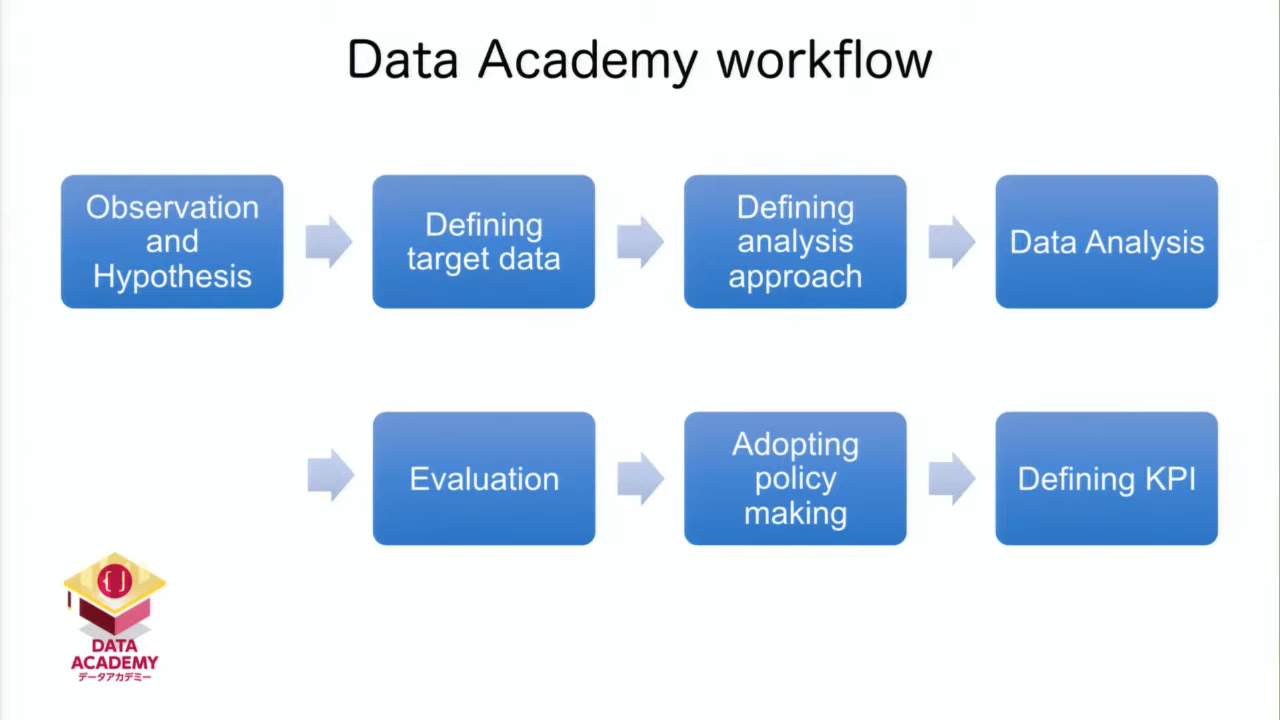 Data Academy workflow
Observation
and
Hypothesis
Defining
target data
Defining
analysis
approach
Data Analysis
Evaluation
Adopting
policy
making
Defining KPI
{ }
DATA
ACADEMY
データアカデミー